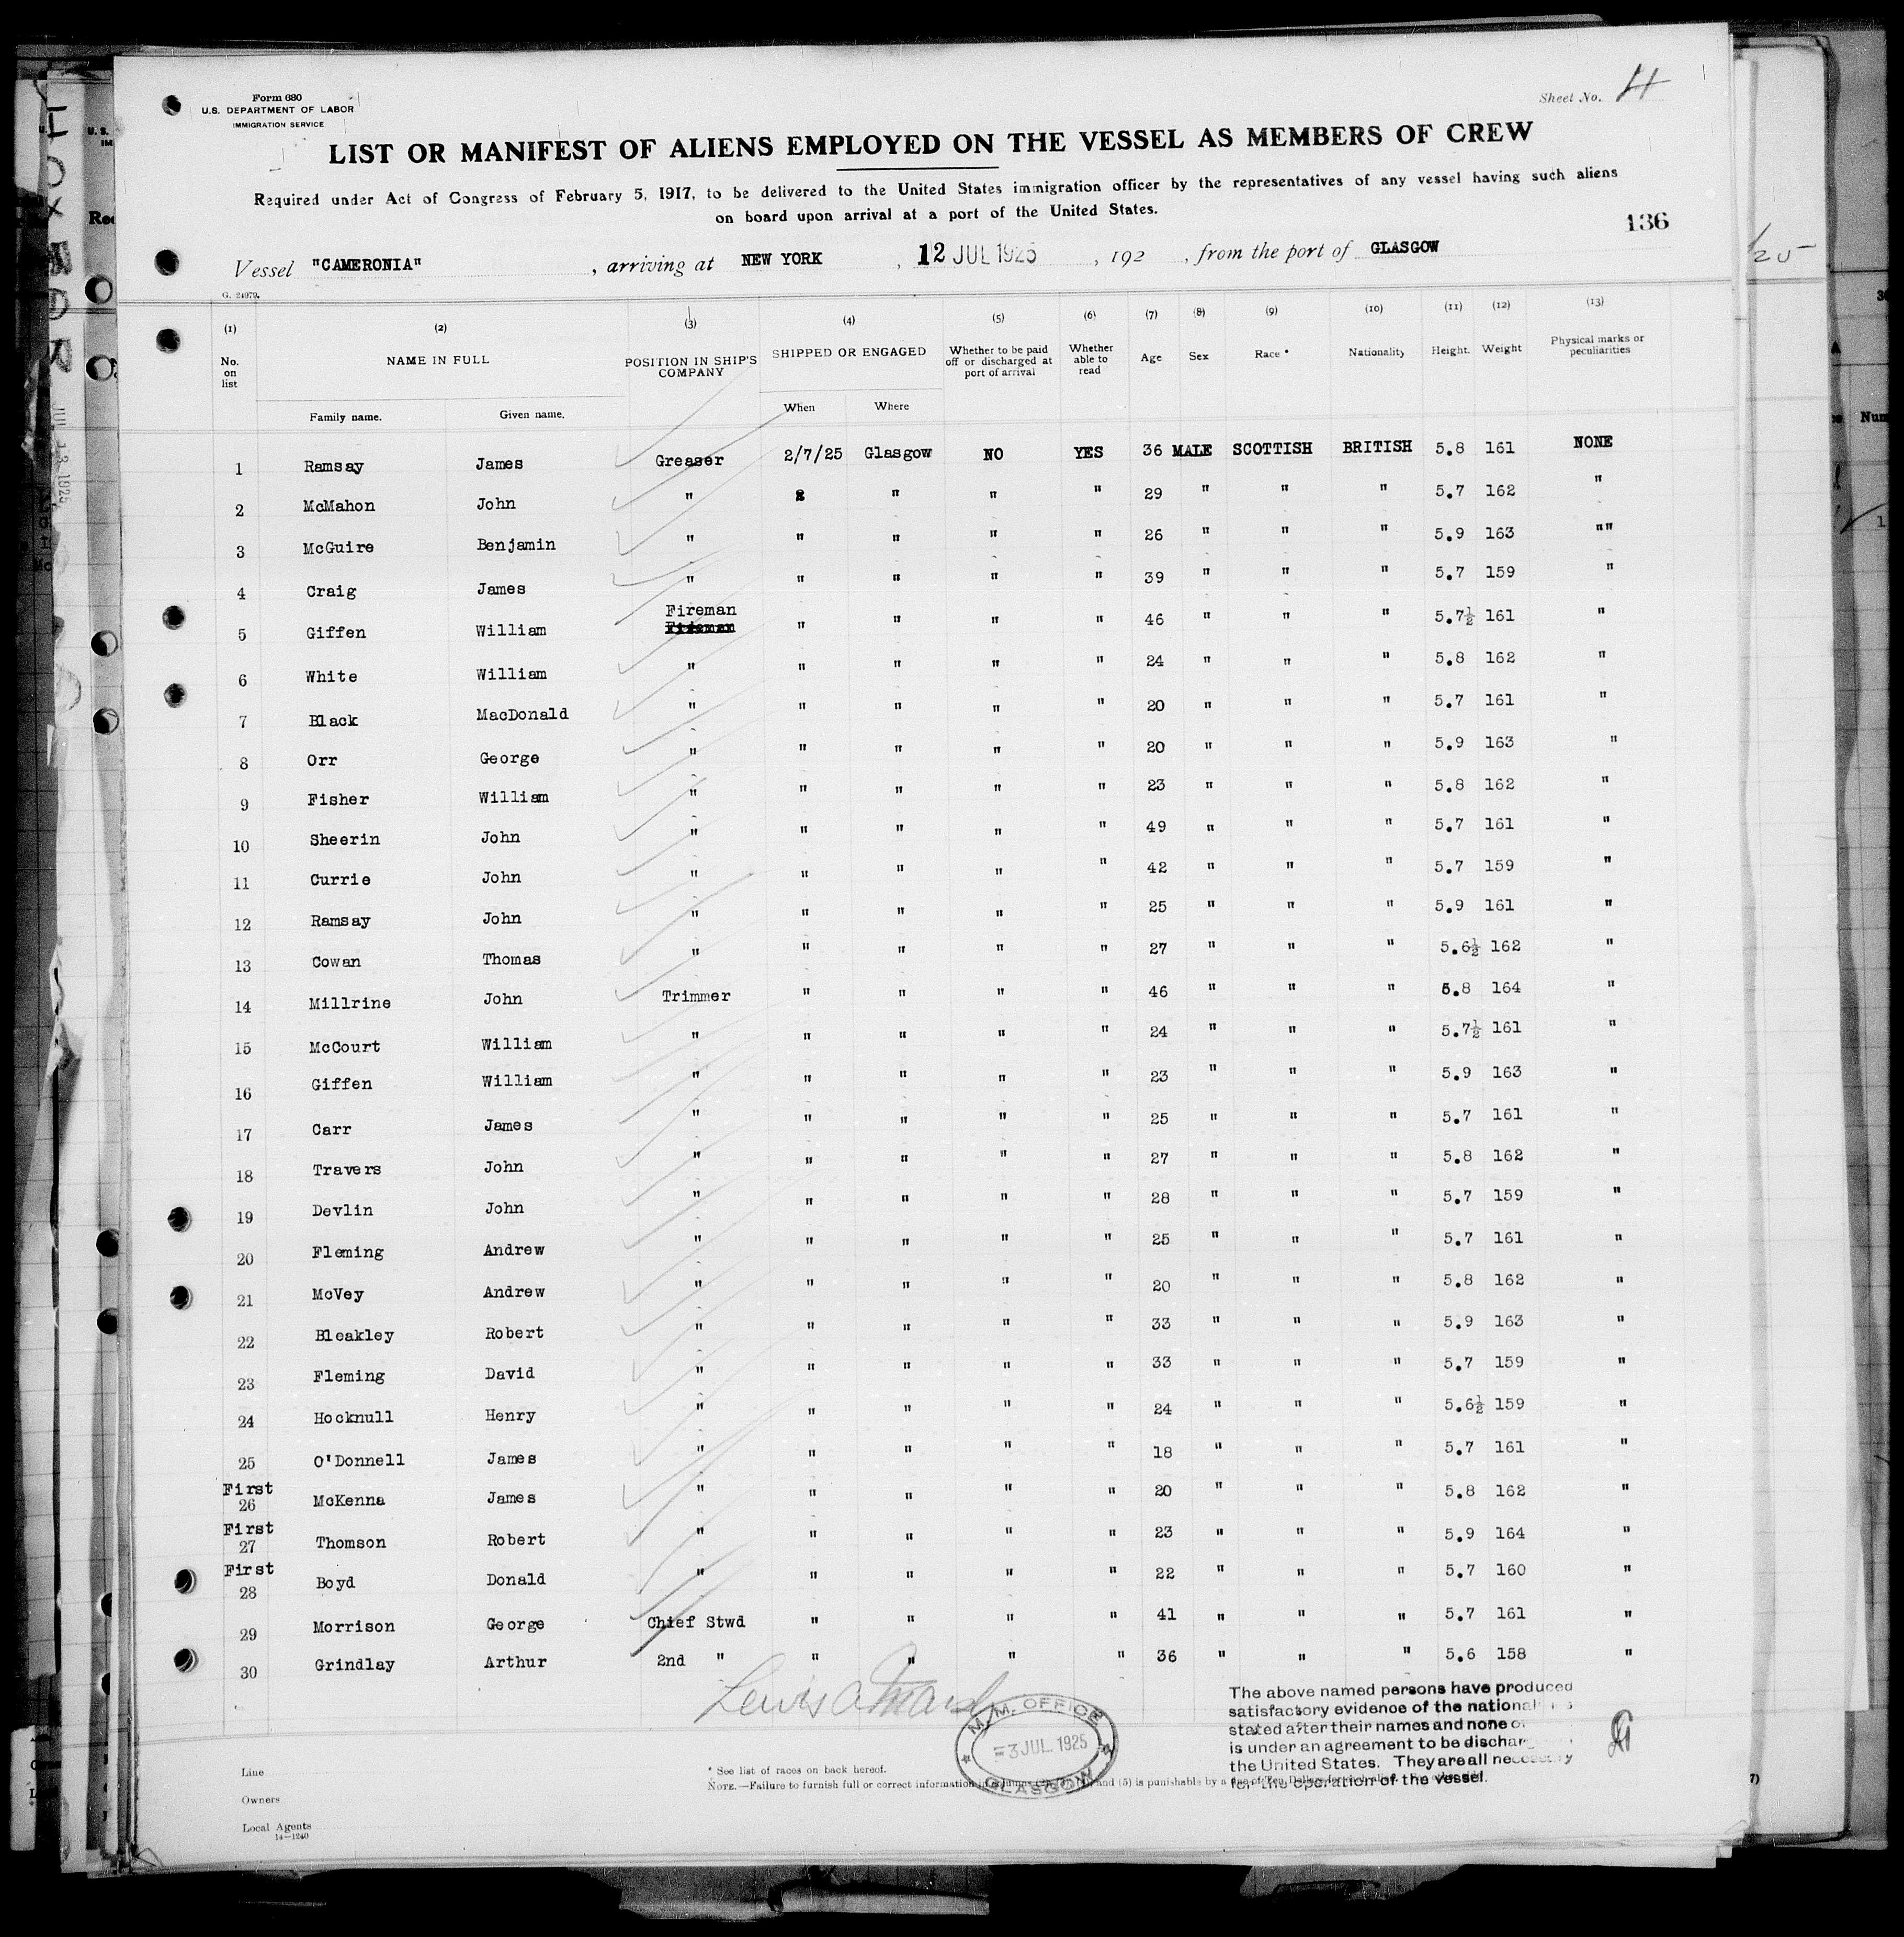 Form 680
U.S. DEPARTMENT OF LABOR
IMMIGRATION SERVICE
Sheet No. 4
LIST OR MANIFEST OF ALIENS EMPLOYED ON THE VESSEL AS MEMBERS OF CREW
Required under Act of Congress of February 5, 1917, to be delivered to the United States immigration officer by the representatives of any vessel having such aliens
on board upon arrival at a port of the United States.
136
Vessel "CAMERONIA" , arriving at NEW YORK , 12 JUL 1925 , 192 , from the port of GLASGOW
G. 24979.
(1) (2) (3) (4) (5) (6) (7) (8) (9) (10) (11) (12) (13)
No. on list NAME IN FULL POSITION IN SHIP'S COMPANY SHIPPED OR ENGAGED Whether to be paid off or discharged at port of arrival Whether able to read Age Sex Race * Nationality Height. Weight Physical marks or peculiarities
Family name. Given name. When Where
1 Ramsay James Greaser 2/7/25 Glasgow NO YES 36 MALE SCOTTISH BRITISH 5.8 161 NONE
2 McMahon John " " " " " 29 " " " 5.7 162 "
3 McGuire Benjamin " " " " " 26 " " " 5.9 163 ""
4 Craig James " " " " " 39 " " " 5.7 159 "
Fireman
5 Giffen William Fireman " " " " 46 " " " 5.7½ 161 "
6 White William " " " " " 24 " " " 5.8 162 "
7 Black MacDonald " " " " " 20 " " " 5.7 161 "
8 Orr George " " " " " 20 " " " 5.9 163 "
9 Fisher William " " " " " 23 " " " 5.8 162 "
10 Sheerin John " " " " " 49 " " " 5.7 161 "
11 Currie John " " " " " 42 " " " 5.7 159 "
12 Ramsay John " " " " " 25 " " " 5.9 161 "
13 Cowan Thomas " " " " " 27 " " " 5.6½ 162 "
14 Millrine John Trimmer " " " " 46 " " " 5.8 164 "
15 McCourt William " " " " " 24 " " " 5.7½ 161 "
16 Giffen William " " " " " 23 " " " 5.9 163 "
17 Carr James " " " " " 25 " " " 5.7 161 "
18 Travers John " " " " " 27 " " " 5.8 162 "
19 Devlin John " " " " " 28 " " " 5.7 159 "
20 Fleming Andrew " " " " " 25 " " " 5.7 161 "
21 McVey Andrew " " " " " 20 " " " 5.8 162 "
22 Bleakley Robert " " " " " 33 " " " 5.9 163 "
23 Fleming David " " " " " 33 " " " 5.7 159 "
24 Hocknull Henry " " " " " 24 " " " 5.6½ 159 "
25 O'Donnell James " " " " " 18 " " " 5.7 161 "
First
26 McKenna James " " " " " 20 " " " 5.8 162 "
First
27 Thomson Robert " " " " " 23 " " " 5.9 164 "
First
28 Boyd Donald " " " " " 22 " " " 5.7 160 "
29 Morrison George Chief Stwd " " " " 41 " " " 5.7 161 "
30 Grindlay Arthur 2nd " " " " " 36 " " " 5.6 158 "
M. M. OFFICE
3 JUL. 1925
GLASGOW
The above named persons have produced
satisfactory evidence of the
stated after their names and none
is under an agreement to be
the United States. They are all necessary
for the operation of the vessel.
Line
Owners
Local Agents
14—1240
* See list of races on back hereof.
NOTE.—Failure to furnish full or correct information and (5) is punishable by a